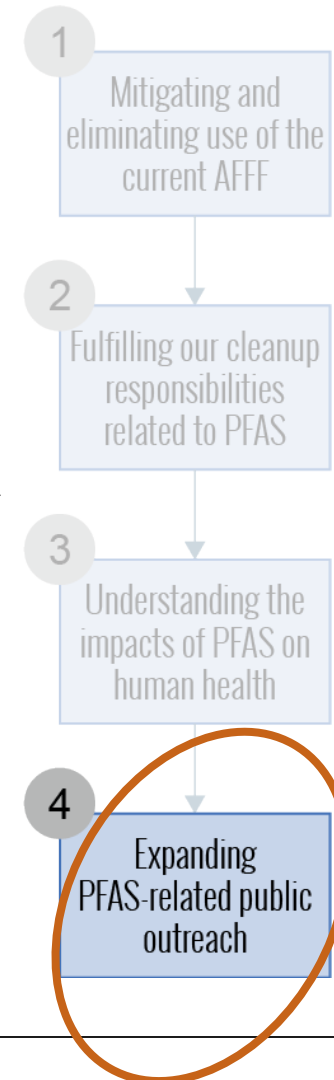 1
Mitigating and
eliminating use of the
current AFFF
2
Fulfilling our cleanup
responsibilities
related to PFAS
3
Understanding the
impacts of PFAS on
human health
4
Expanding
PFAS-related public
outreach